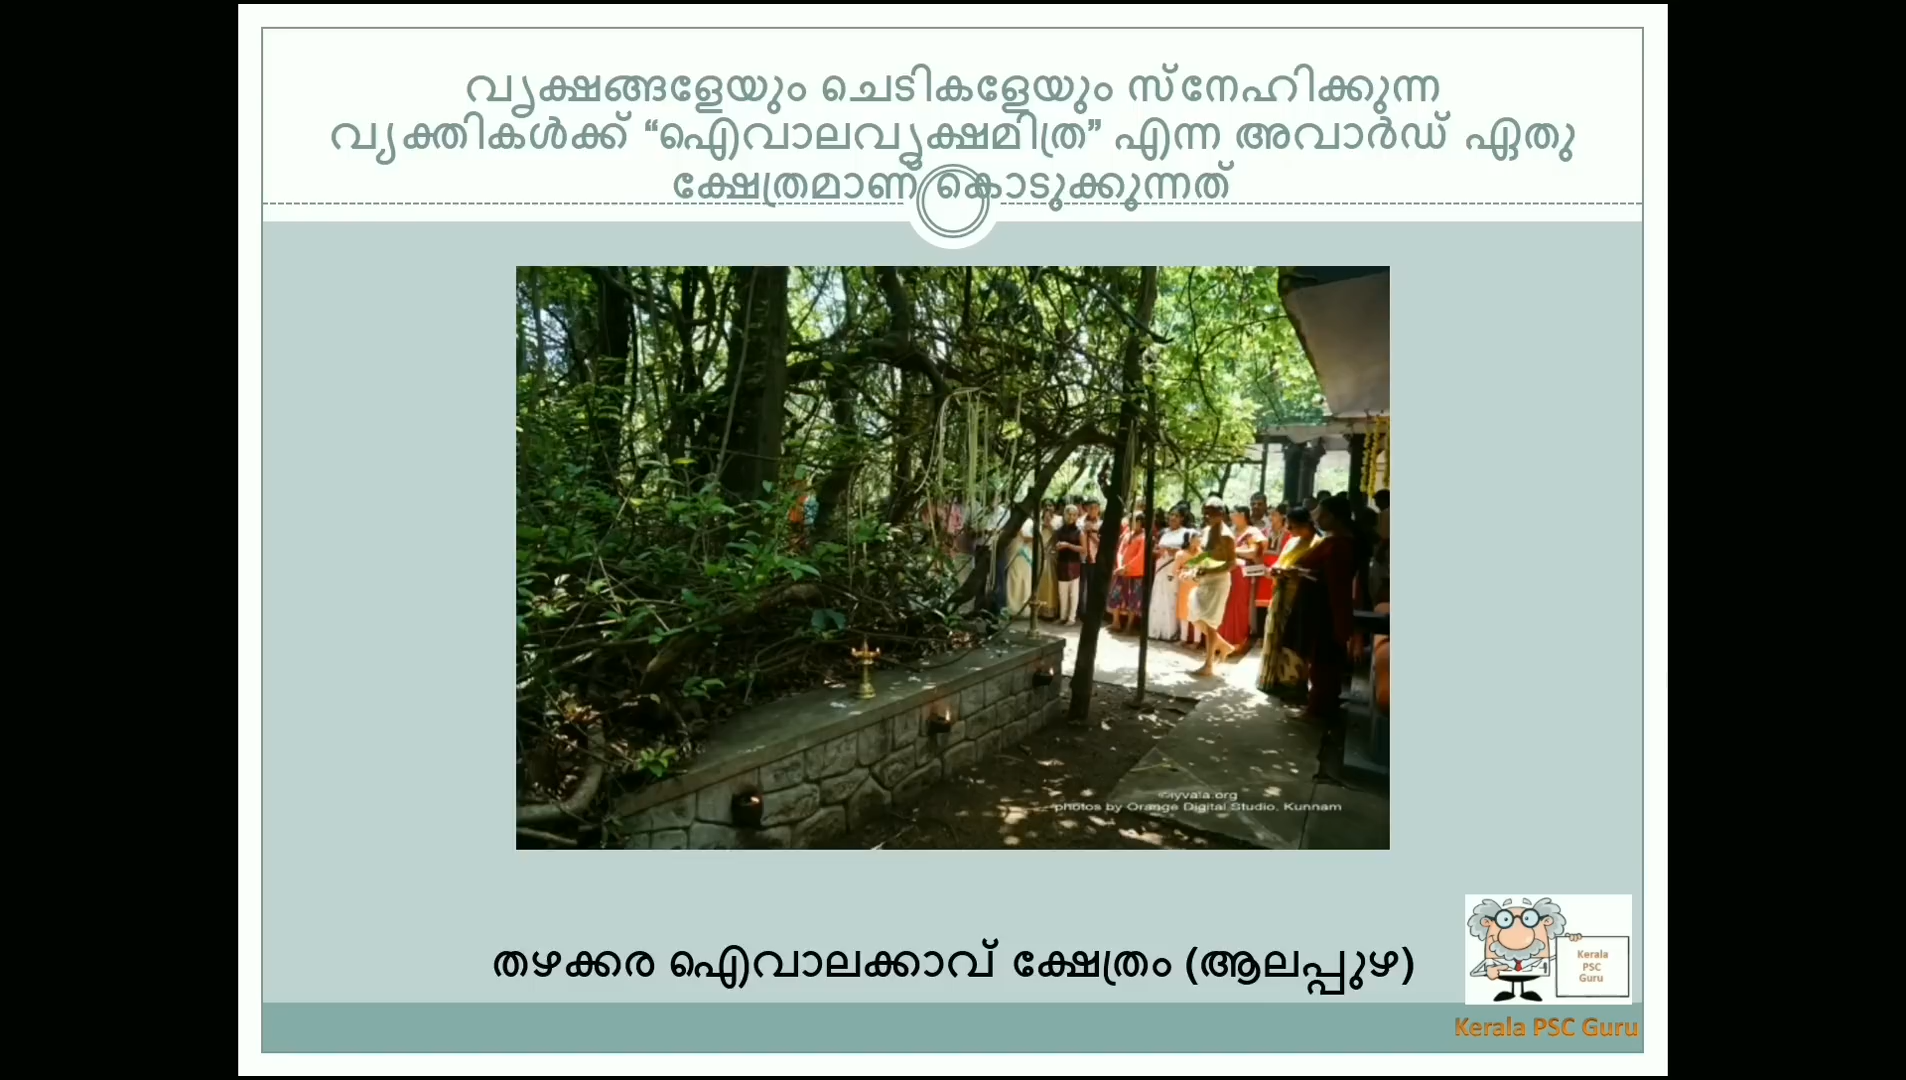 വൃക്ഷങ്ങളേയും ചെടികളേയും സ്നേഹിക്കുന്ന
വ്യക്തികൾക്ക് “ഐവാലവൃക്ഷമിത്ര” എന്ന അവാർഡ് ഏതു
ക്ഷേത്രമാണ് കൊടുക്കുന്നത്
©iyvala.org
photos by Orange Digital Studio, Kunnam
തഴക്കര ഐവാലക്കാവ് ക്ഷേത്രം (ആലപ്പുഴ)
Kerala
PSC
Guru
Kerala PSC Guru